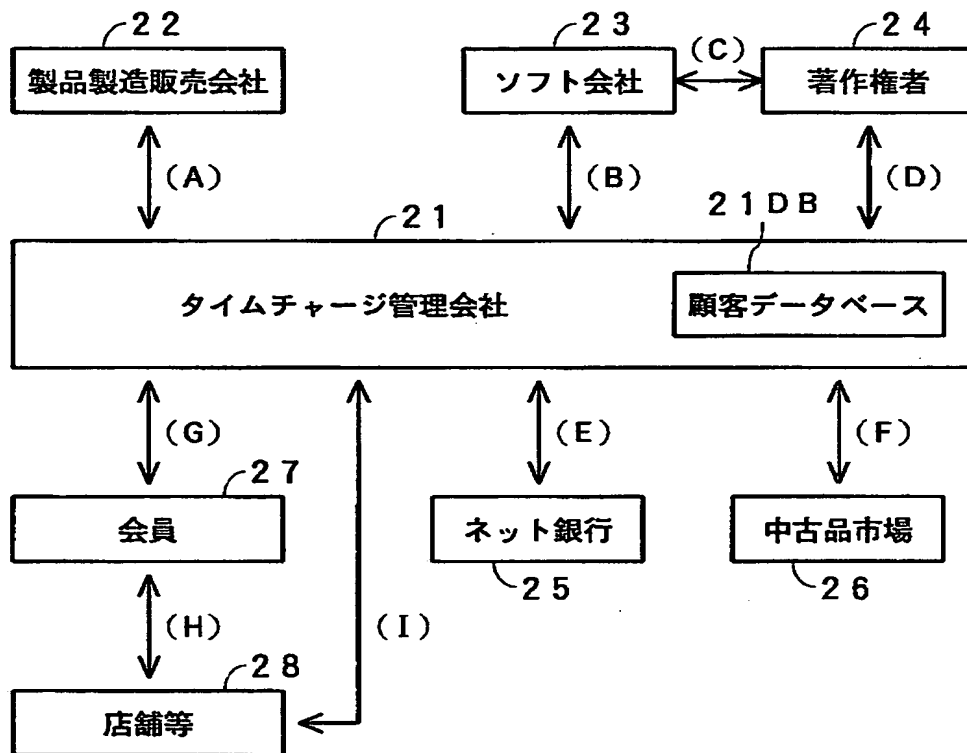 22
23
(C)
24
製品製造販売会社
ソフト会社
著作権者
(A)
(B)
(D)
21
21DB
タイムチャージ管理会社
顧客データベース
(G)
(E)
(F)
27
会員
ネット銀行
中古品市場
25
26
(H)
(I)
28
店舗等